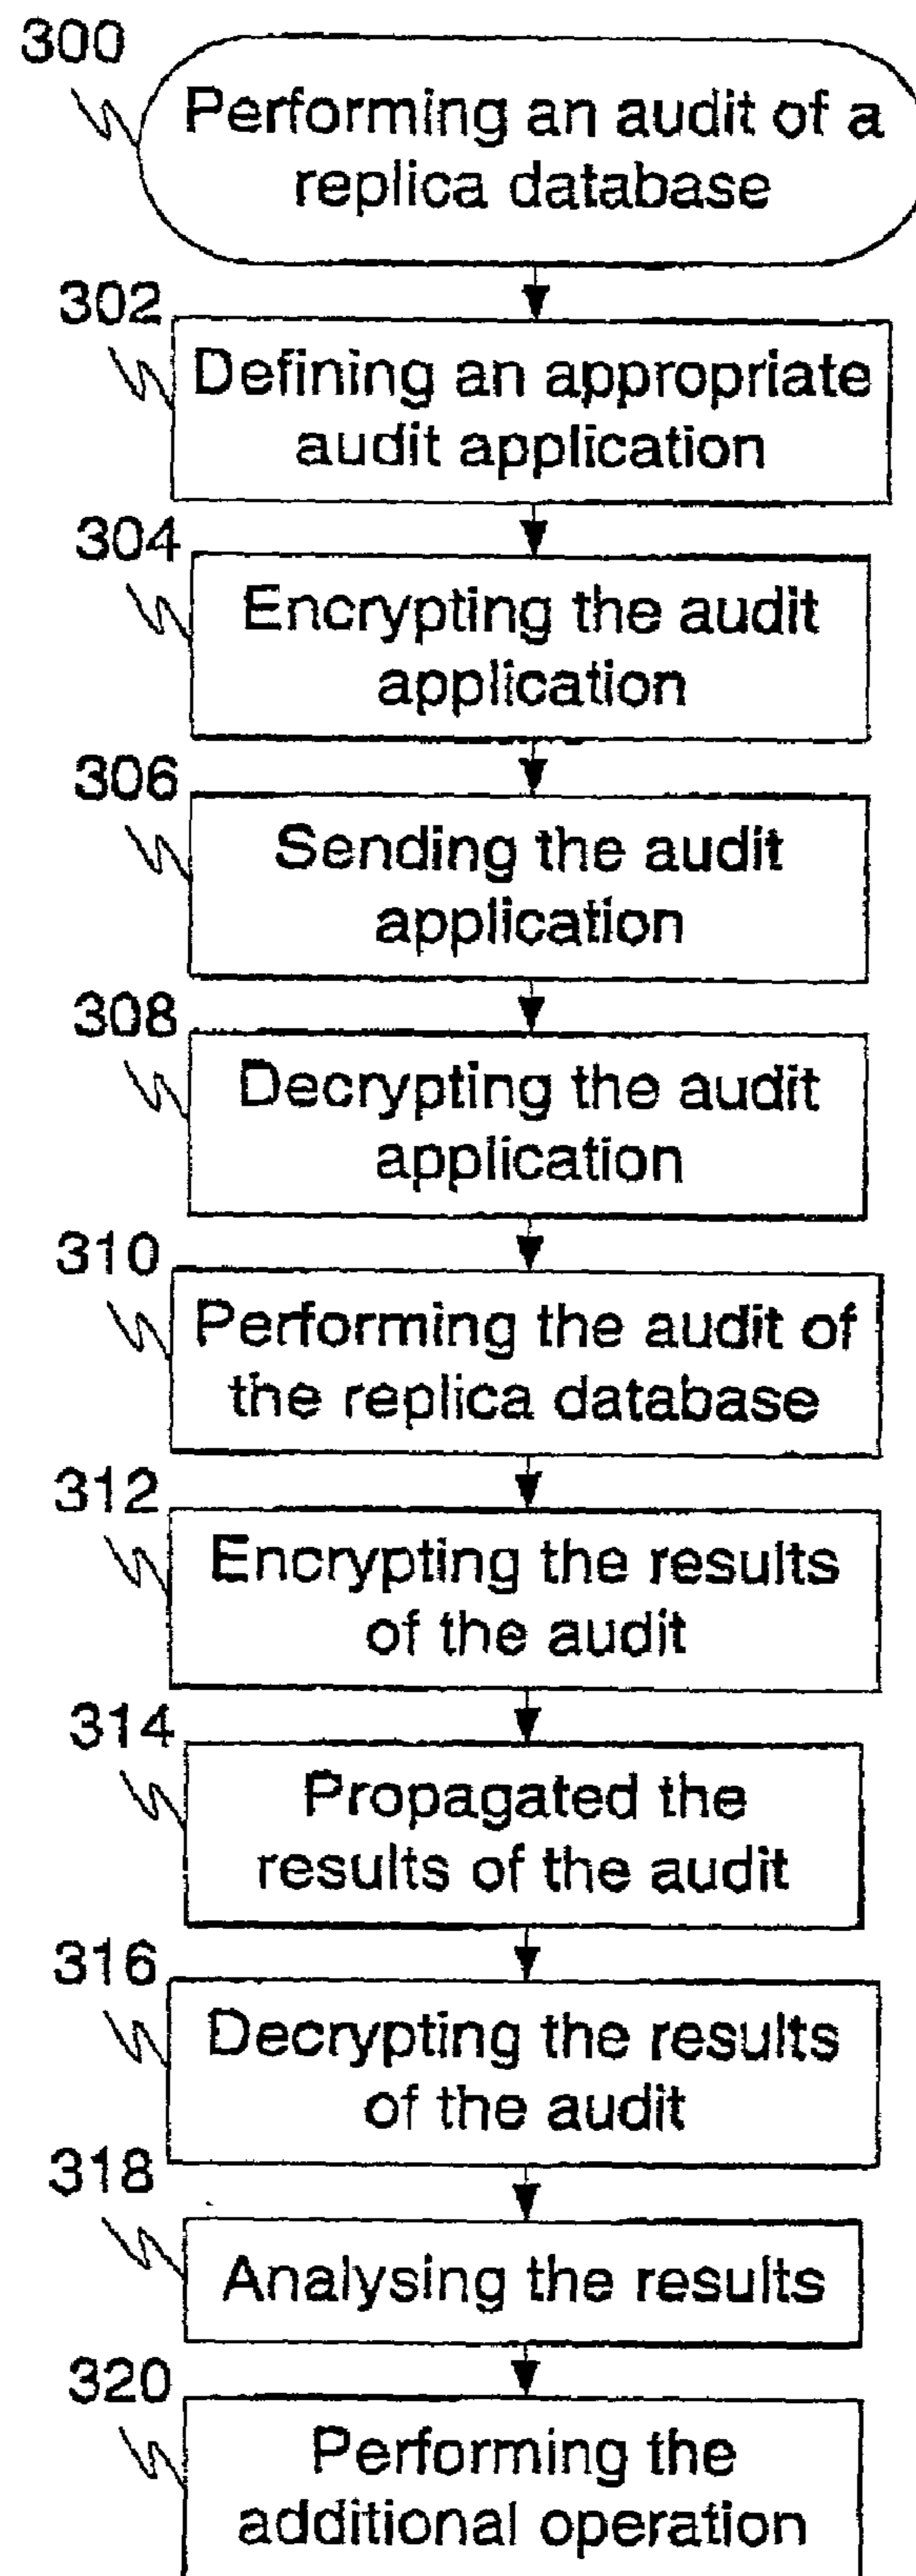 300
Performing an audit of a
replica database
302
Defining an appropriate
audit application
304
Encrypting the audit
application
306
Sending the audit
application
308
Decrypting the audit
application
310
Performing the audit of
the replica database
312
Encrypting the results
of the audit
314
Propagated the
results of the audit
316
Decrypting the results
of the audit
318
Analysing the results
320
Performing the
additional operation